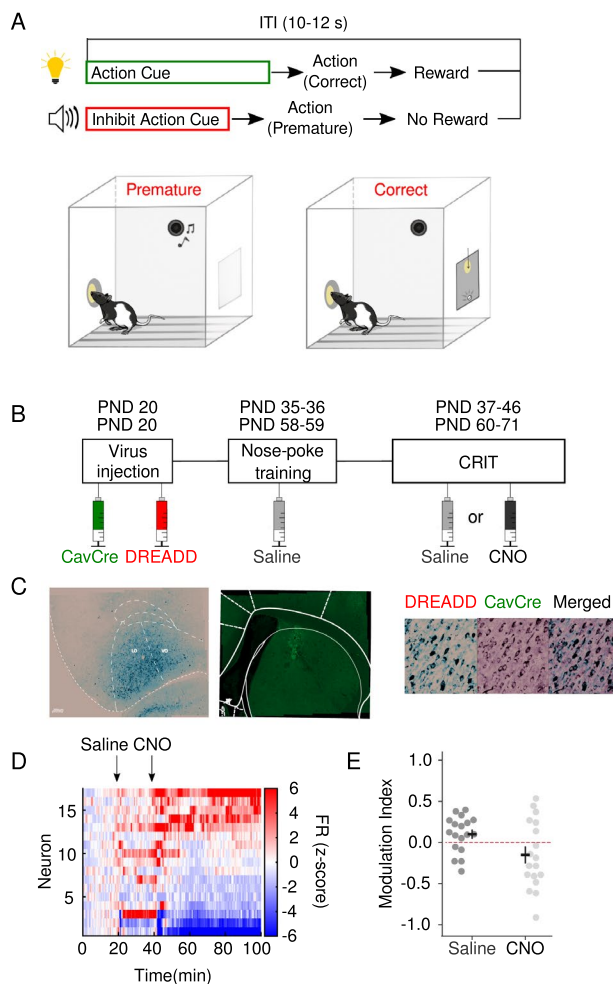 A
ITI (10-12 s)
Action Cue
Action
(Correct)
Reward
Inhibit Action Cue
Action
(Premature)
No Reward
Premature
Correct
B
PND 20
PND 20
PND 35-36
PND 58-59
PND 37-46
PND 60-71
Virus
injection
Nose-poke
training
CRIT
CavCre
DREADD
Saline
Saline
or
CNO
C
LO
VO
DREADD
CavCre
Merged
D
Saline CNO
6
4
2
0
-2
-4
-6
FR (z-score)
15
10
5
Neuron
0
20
40
60
80
100
Time(min)
E
1.0
0.5
0.0
-0.5
-1.0
Modulation Index
Saline
CNO